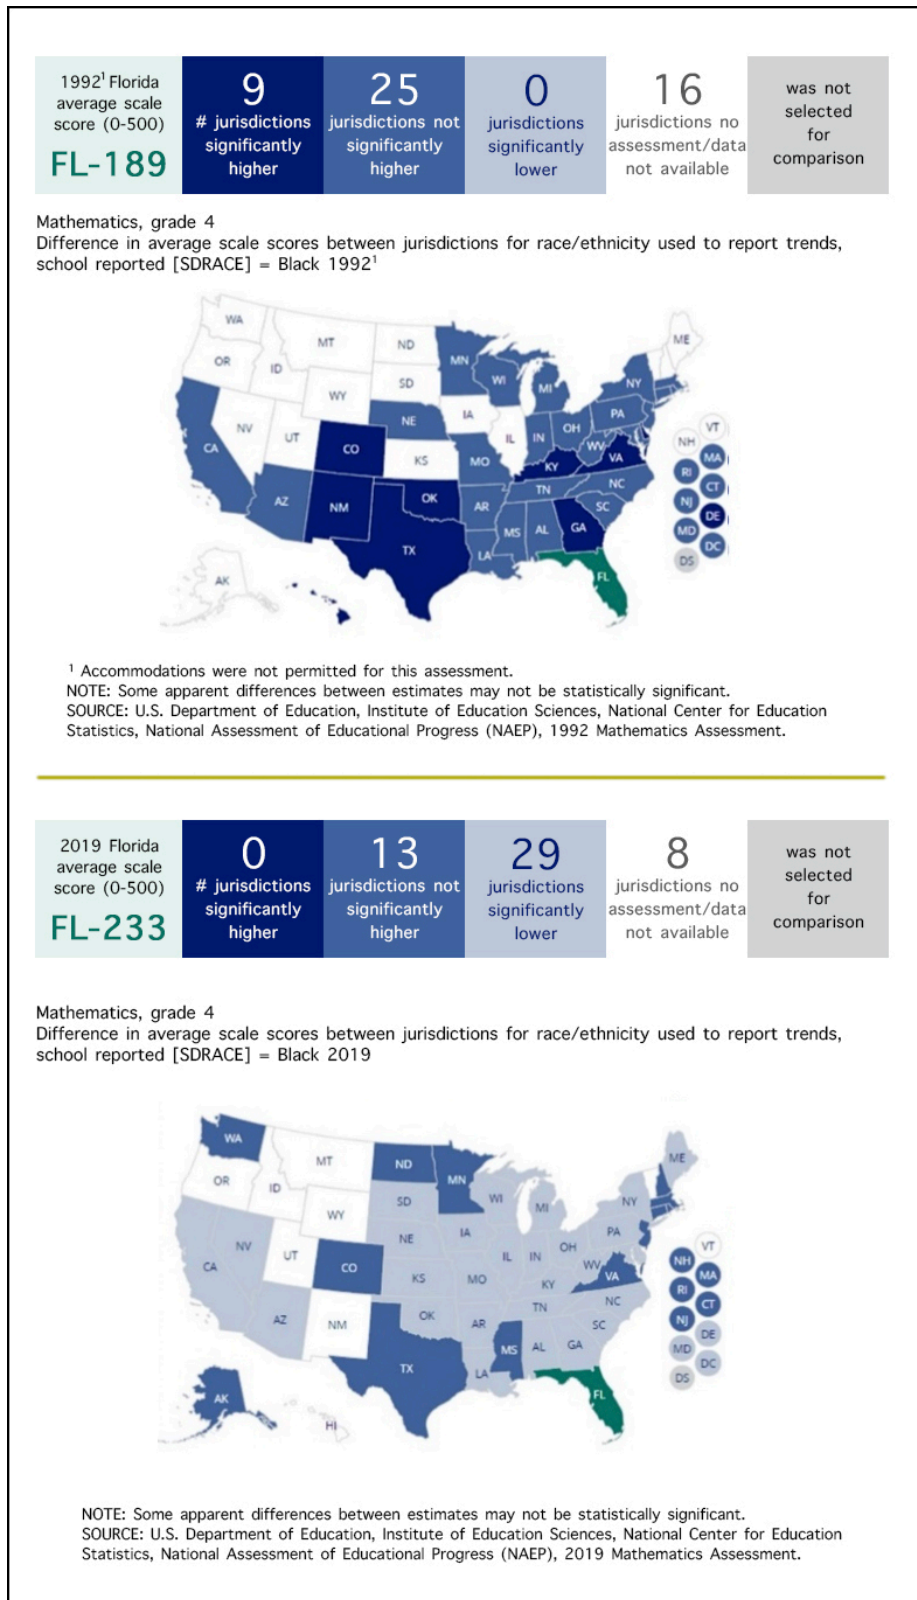 1992¹ Florida
average scale
score (0-500)
FL-189
9
# jurisdictions
significantly
higher
25
jurisdictions not
significantly
higher
0
jurisdictions
significantly
lower
16
jurisdictions no
assessment/data
not available
was not
selected
for
comparison
Mathematics, grade 4
Difference in average scale scores between jurisdictions for race/ethnicity used to report trends,
school reported [SDRACE] = Black 1992¹
WA
MT
ND
MN
ME
OR
ID
SD
WI
MI
NY
WY
NE
IA
PA
NV
UT
CO
KS
MO
IL
IN
OH
WV
VA
KY
CA
AZ
NM
OK
AR
TN
NC
SC
MS
AL
GA
TX
LA
FL
AK
VT
NH
MA
RI
CT
NJ
DE
MD
DC
DS
¹ Accommodations were not permitted for this assessment.
NOTE: Some apparent differences between estimates may not be statistically significant.
SOURCE: U.S. Department of Education, Institute of Education Sciences, National Center for Education
Statistics, National Assessment of Educational Progress (NAEP), 1992 Mathematics Assessment.
2019 Florida
average scale
score (0-500)
FL-233
0
# jurisdictions
significantly
higher
13
jurisdictions not
significantly
higher
29
jurisdictions
significantly
lower
8
jurisdictions no
assessment/data
not available
was not
selected
for
comparison
Mathematics, grade 4
Difference in average scale scores between jurisdictions for race/ethnicity used to report trends,
school reported [SDRACE] = Black 2019
WA
MT
ND
MN
ME
OR
ID
SD
WI
MI
NY
WY
NE
IA
PA
NV
UT
CO
KS
MO
IL
IN
OH
WV
VA
KY
CA
AZ
NM
OK
AR
TN
NC
SC
MS
AL
GA
TX
LA
FL
AK
HI
VT
NH
MA
RI
CT
NJ
DE
MD
DC
DS
NOTE: Some apparent differences between estimates may not be statistically significant.
SOURCE: U.S. Department of Education, Institute of Education Sciences, National Center for Education
Statistics, National Assessment of Educational Progress (NAEP), 2019 Mathematics Assessment.